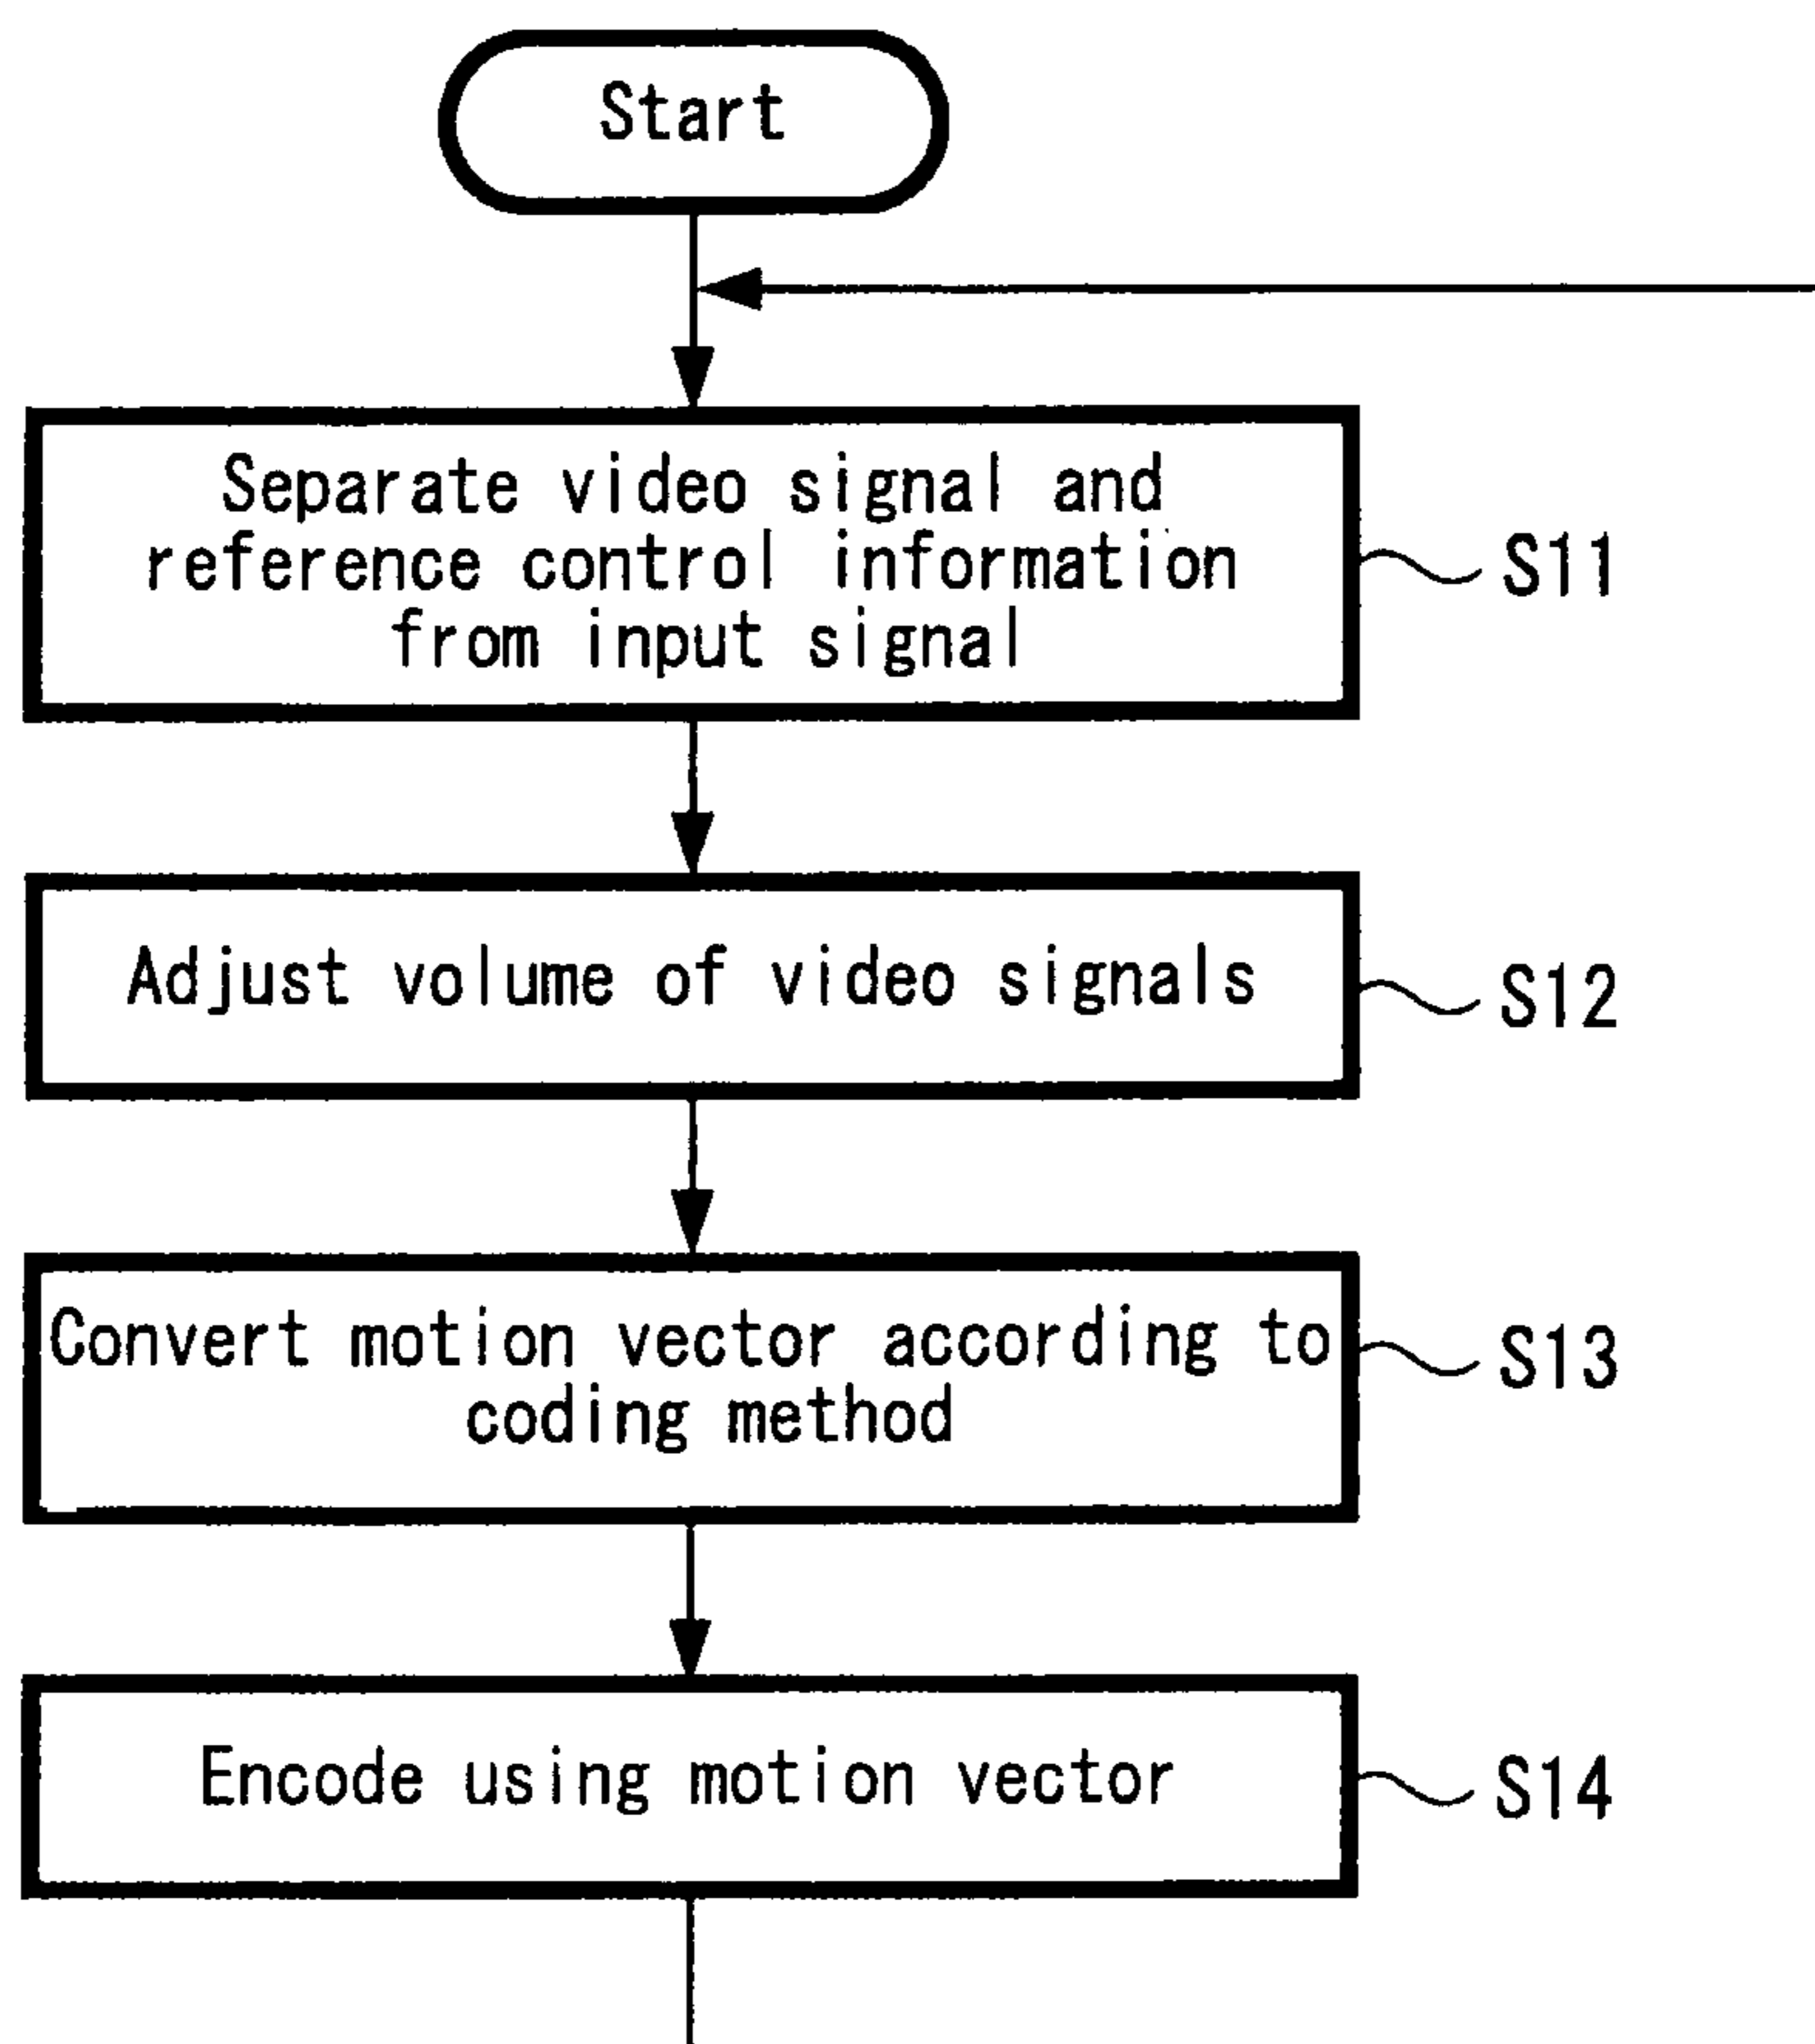 Start
Separate video signal and
reference control information
from input signal
S11
Adjust volume of video signals
S12
Convert motion vector according to
coding method
S13
Encode using motion vector
S14